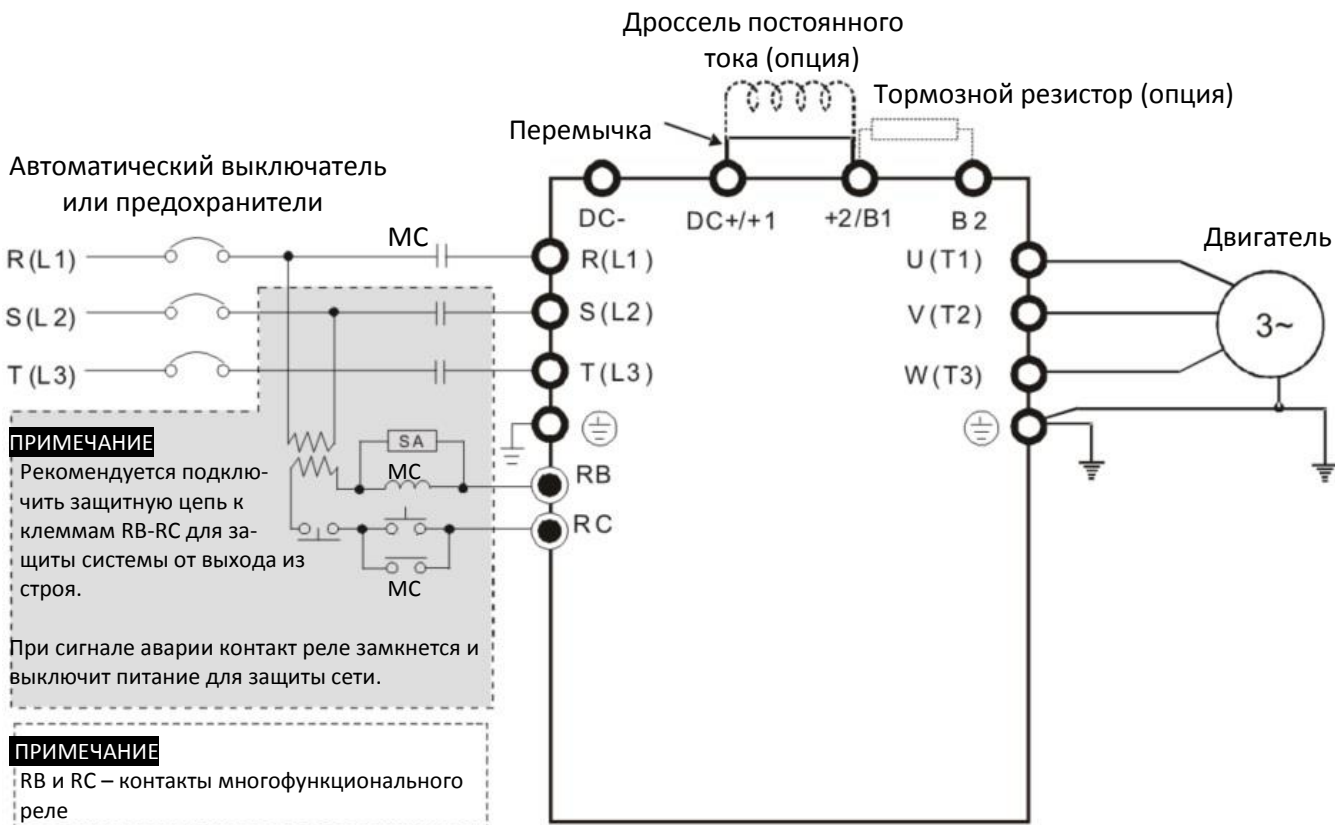 Дроссель постоянного
тока (опция)
Тормозной резистор (опция)
Перемычка
Автоматический выключатель
или предохранители
DC-
DC+/+1
+2/B1
B2
Двигатель
R(L1)
МС
R(L1)
U(T1)
S(L2)
S(L2)
V(T2)
3~
T(L3)
T(L3)
W(T3)
ПРИМЕЧАНИЕ
Рекомендуется подклю-
чить защитную цепь к
клеммам RB-RC для за-
щиты системы от выхода из
строя.
SA
МС
RB
RC
МС
При сигнале аварии контакт реле замкнется и
выключит питание для защиты сети.
ПРИМЕЧАНИЕ
RB и RC – контакты многофункционального
реле